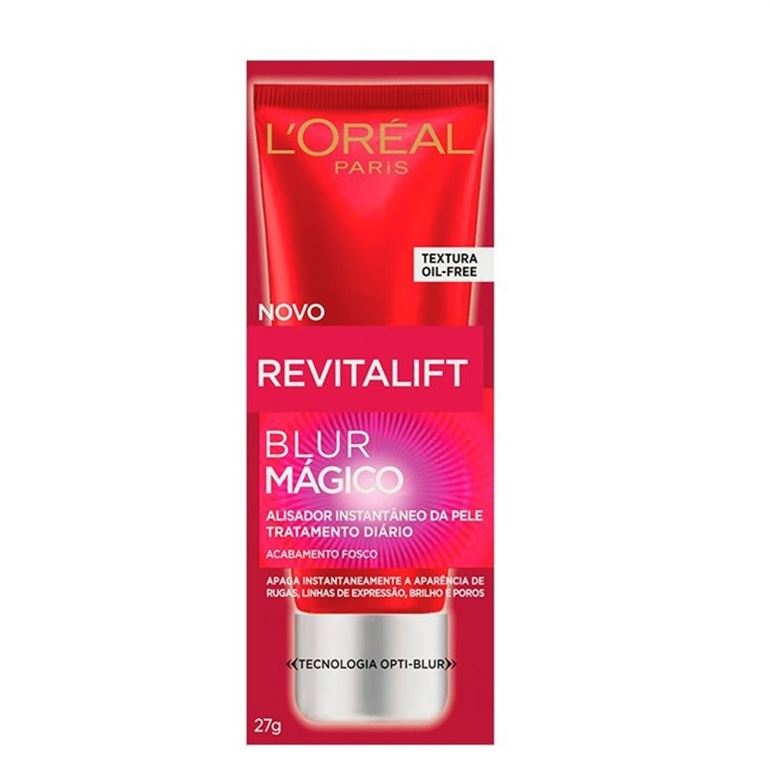 L'ORÉAL
PARIS
TEXTURA
OIL-FREE
NOVO
REVITALIFT
BLUR
MÁGICO
ALISADOR INSTANTÂNEO DA PELE
TRATAMENTO DIÁRIO
ACABAMENTO FOSCO
APAGA INSTANTANEAMENTE A APARÊNCIA DE
RUGAS, LINHAS DE EXPRESSÃO, BRILHO E POROS
«TECNOLOGIA OPTI-BLUR»
27g